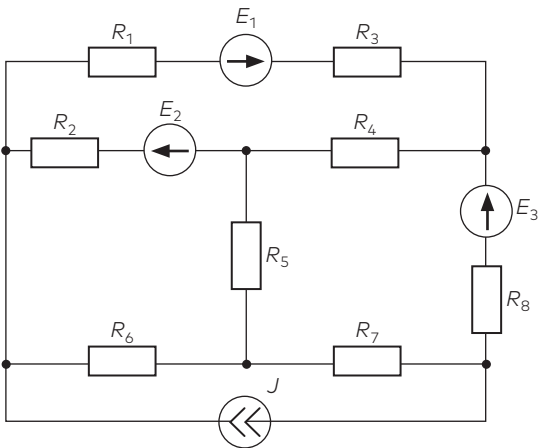 E₁
R₁ R₃
E₂
R₂ R₄
E₃
R₅
R₈
R₆ R₇
J